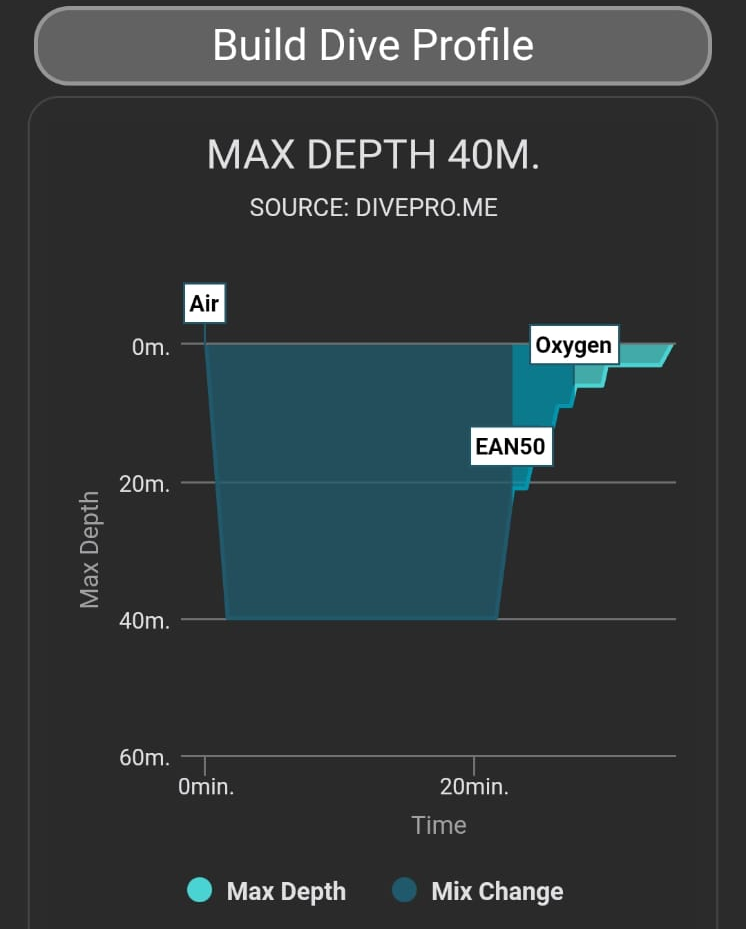 Build Dive Profile
MAX DEPTH 40M.
SOURCE: DIVEPRO.ME
Air
0m.
Oxygen
EAN50
20m.
Max Depth
40m.
60m.
0min.
20min.
Time
Max Depth
Mix Change